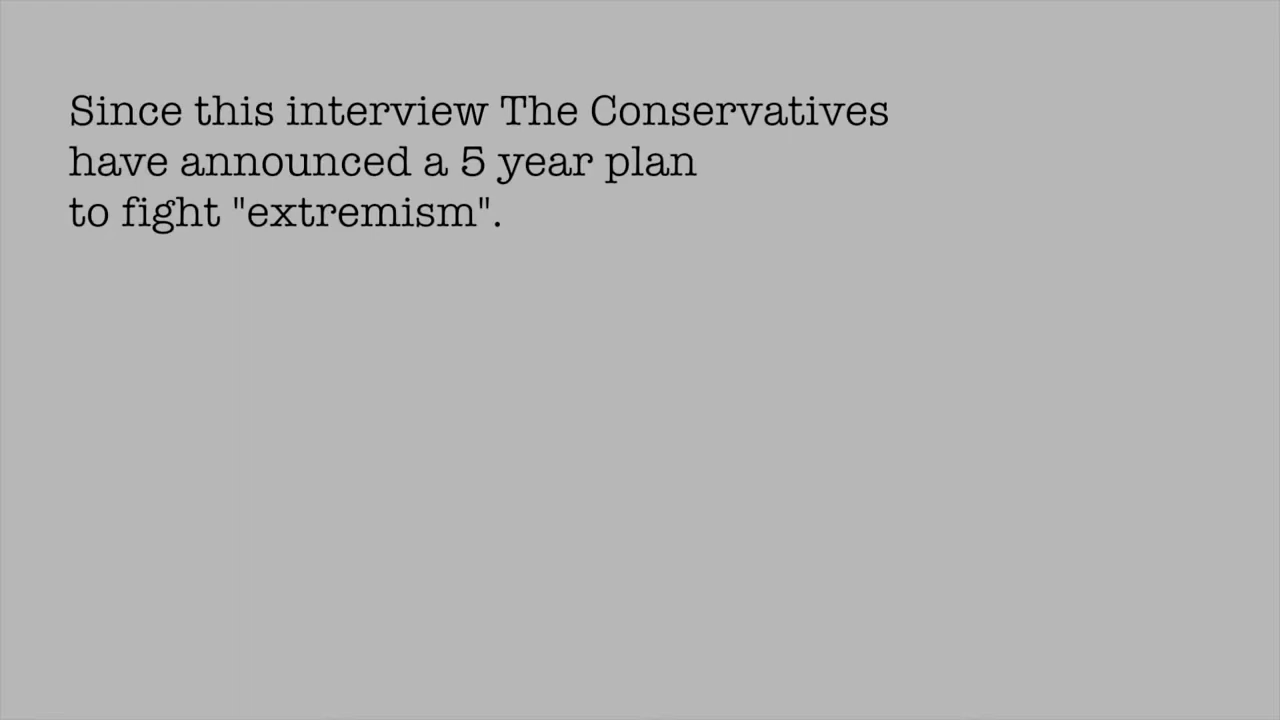 Since this interview The Conservatives
have announced a 5 year plan
to fight "extremism".